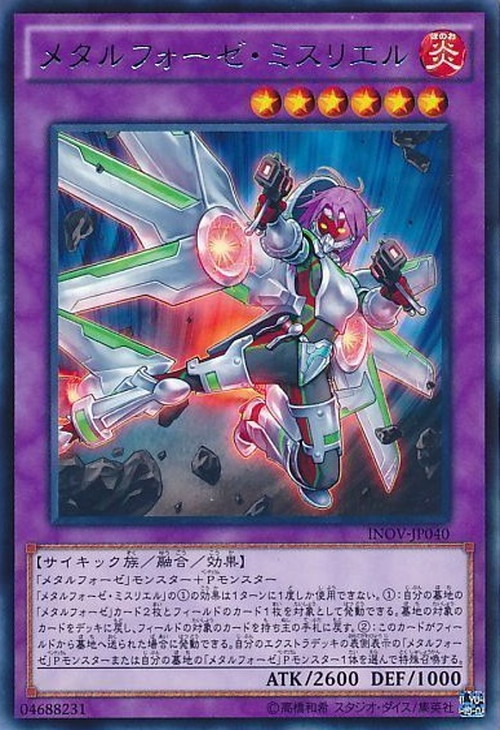 メタルフォーゼ・ミスリエル
ほのお
炎
INOV-JP040
【サイキック族/融合/効果】
「メタルフォーゼ」モンスター+Pモンスター
「メタルフォーゼ・ミスリエル」の①の効果は1ターンに1度しか使用できない。①:自分の墓地の
「メタルフォーゼ」カード2枚とフィールドのカード1枚を対象として発動できる。墓地の対象の
カードをデッキに戻し、フィールドの対象のカードを持ち主の手札に戻す。②:このカードがフィ
ールドから墓地へ送られた場合に発動できる。自分のエクストラデッキの表側表示の「メタルフォー
ゼ」Pモンスターまたは自分の墓地の「メタルフォーゼ」Pモンスター1体を選んで特殊召喚する。
ATK/2600 DEF/1000
04688231
©高橋和希 スタジオ・ダイス/集英社